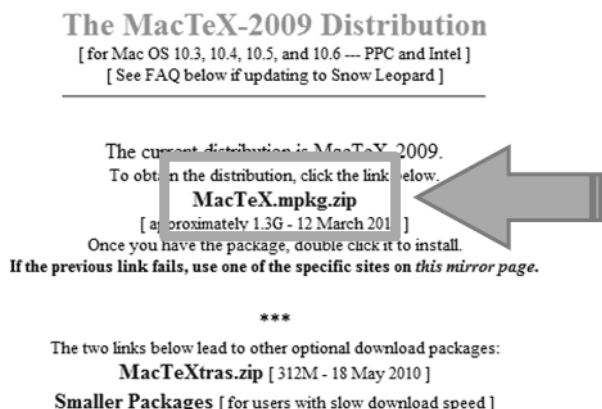 The MacTeX-2009 Distribution
[ for Mac OS 10.3, 10.4, 10.5, and 10.6 --- PPC and Intel ]
[ See FAQ below if updating to Snow Leopard ]
The current distribution is MacTeX-2009.
To obtain the distribution, click the link below.
MacTeX.mpkg.zip
[ approximately 1.3G - 12 March 201 ]
Once you have the package, double click it to install.
If the previous link fails, use one of the specific sites on this mirror page.
***
The two links below lead to other optional download packages:
MacTeXtras.zip [ 312M - 18 May 2010 ]
Smaller Packages [ for users with slow download speed ]